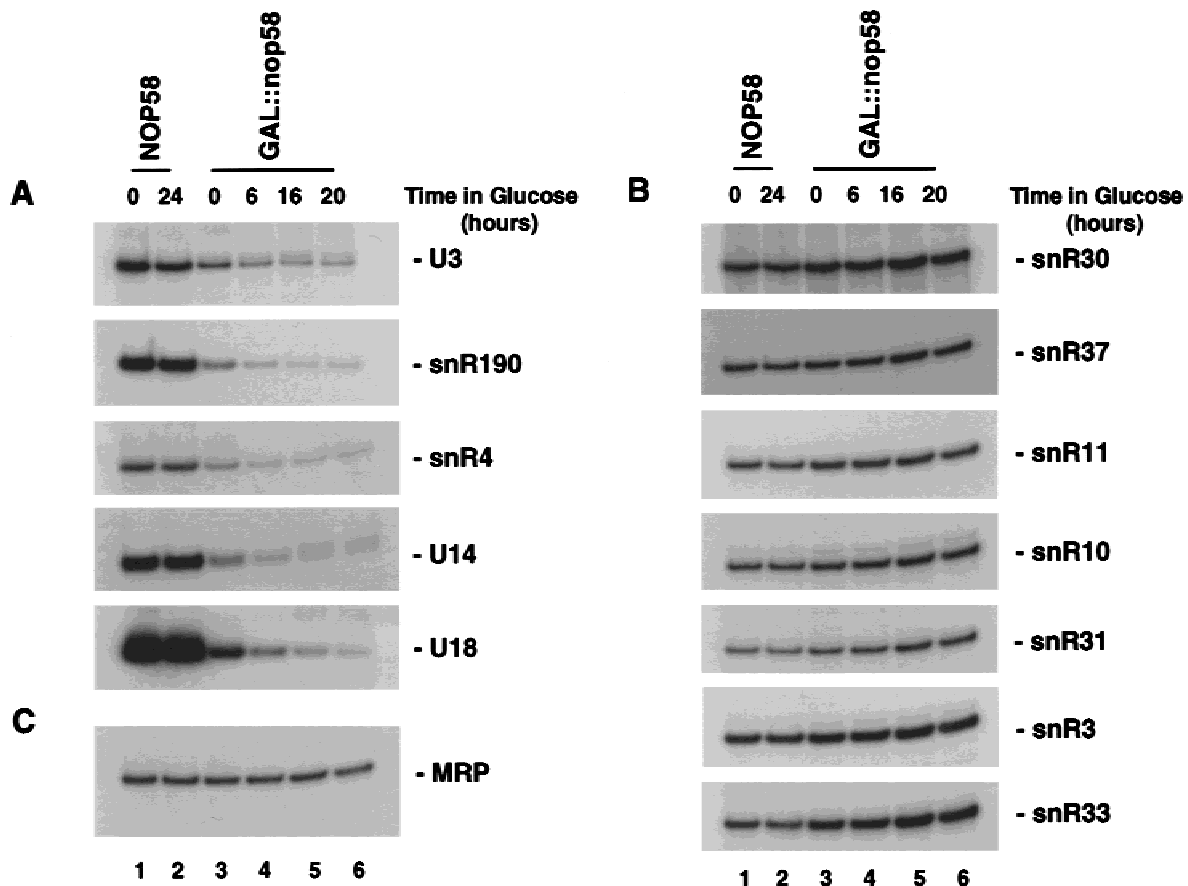 NOP58
GAL::nop58
A
0 24 0 6 16 20
Time in Glucose
(hours)
- U3
- snR190
- snR4
- U14
- U18
C
- MRP
1 2 3 4 5 6
NOP58
GAL::nop58
B
0 24 0 6 16 20
Time in Glucose
(hours)
- snR30
- snR37
- snR11
- snR10
- snR31
- snR3
- snR33
1 2 3 4 5 6